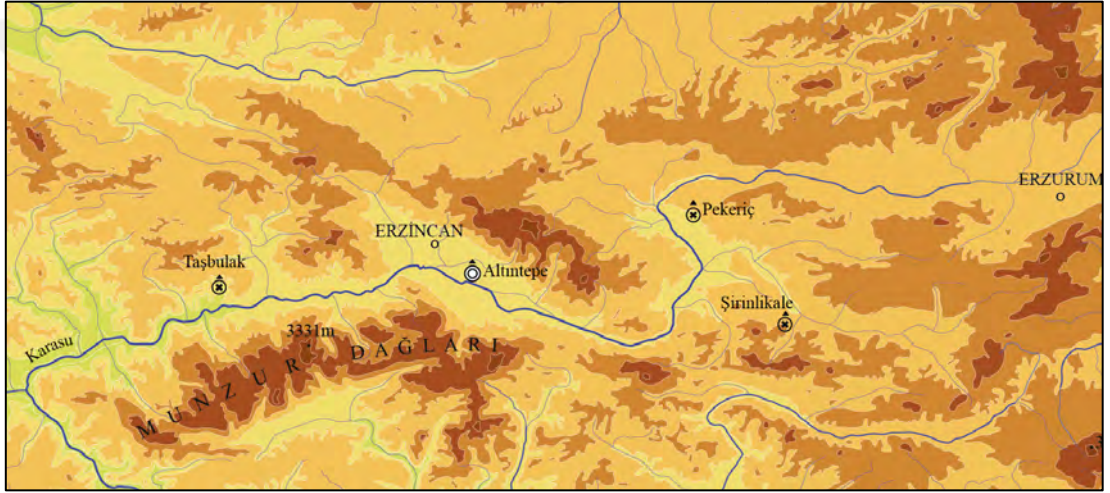 ERZURUM
Pekeriç
ERZİNCAN
Taşbulak
Altıntepe
Şirinlikale
3331m
Karasu
MUNZUR DAĞLARI